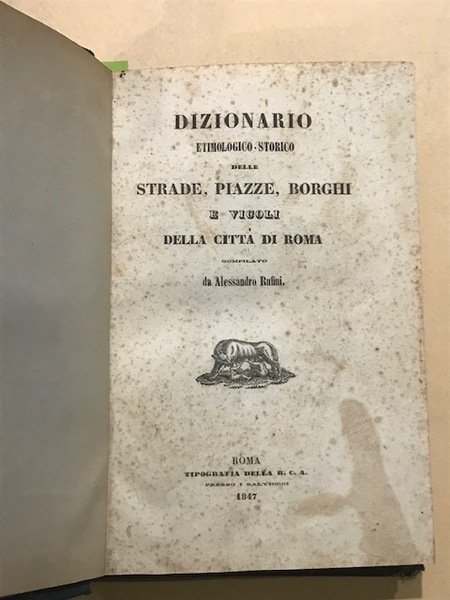 DIZIONARIO
ETIMOLOGICO-STORICO
DELLE
STRADE, PIAZZE, BORGHI
E VICOLI
DELLA CITTÀ DI ROMA
COMPILATO
da Alessandro Rufini.
ROMA
TIPOGRAFIA DELLA R. C. A.
PRESSO I SALVIUCCI
1847